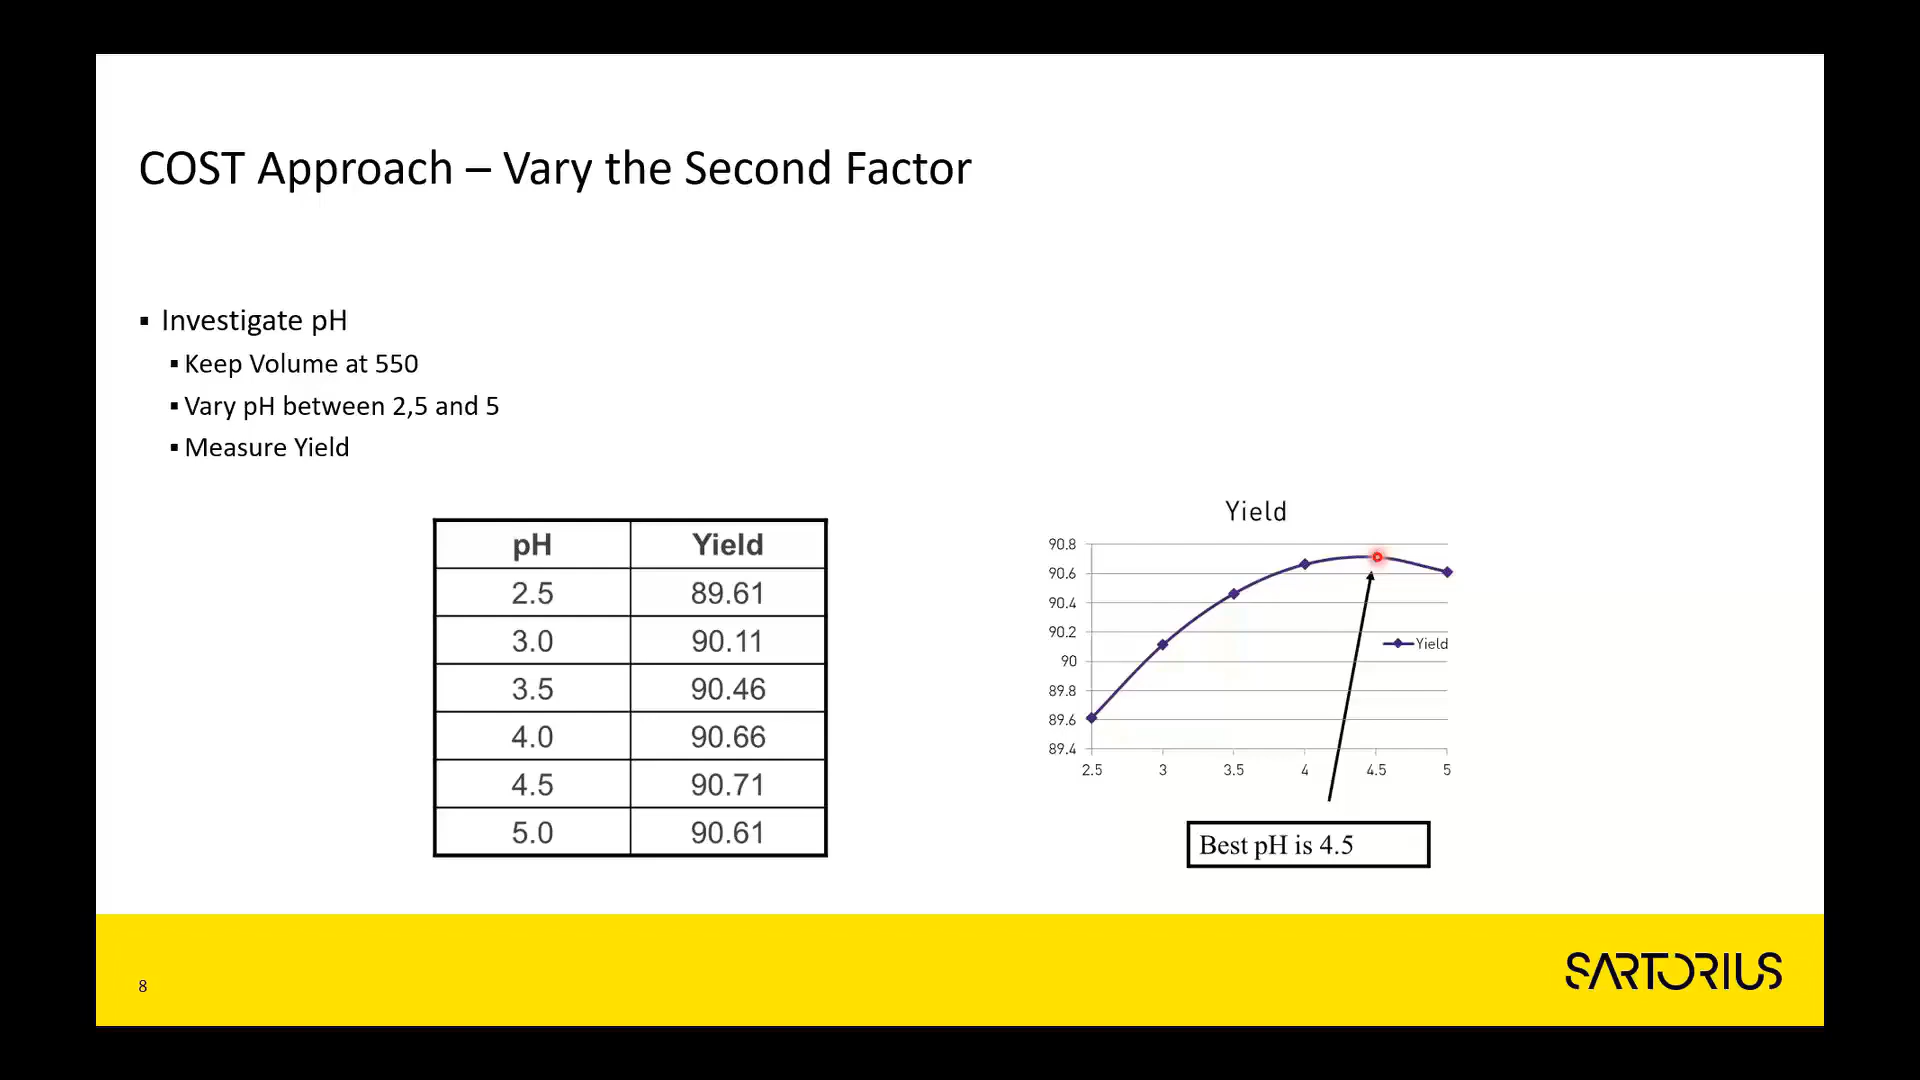 COST Approach – Vary the Second Factor
▪ Investigate pH
▪ Keep Volume at 550
▪ Vary pH between 2,5 and 5
▪ Measure Yield
pH Yield
2.5 89.61
3.0 90.11
3.5 90.46
4.0 90.66
4.5 90.71
5.0 90.61
Yield
90.8
90.6
90.4
90.2
90
89.8
89.6
89.4
2.5 3 3.5 4 4.5 5
Yield
Best pH is 4.5
8
SARTORIUS